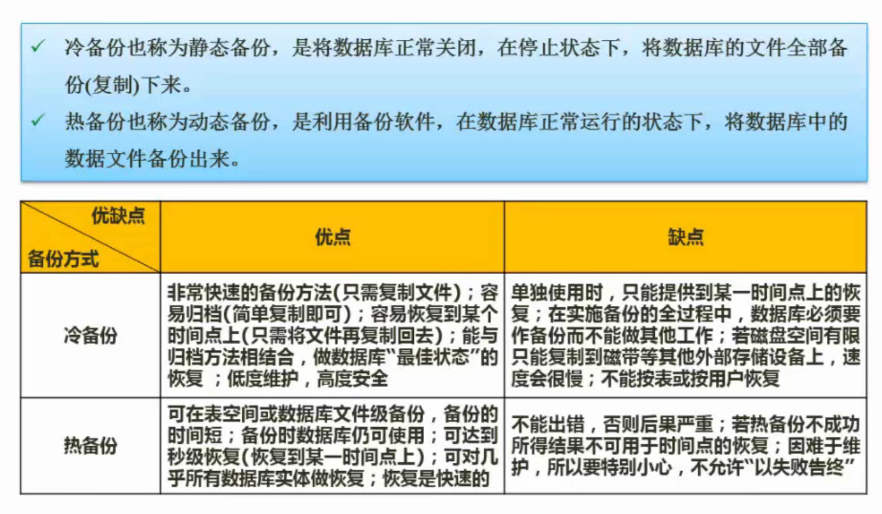 ✓ 冷备份也称为静态备份，是将数据库正常关闭，在停止状态下，将数据库的文件全部备
份(复制)下来。
✓ 热备份也称为动态备份，是利用备份软件，在数据库正常运行的状态下，将数据库中的
数据文件备份出来。
优缺点
备份方式
优点
缺点
冷备份
非常快速的备份方法(只需复制文件)；容
易归档(简单复制即可)；容易恢复到某个
时间点上(只需将文件再复制回去)；能与
归档方法相结合，做数据库“最佳状态”的
恢复 ；低度维护，高度安全
单独使用时，只能提供到某一时间点上的恢
复；在实施备份的全过程中，数据库必须要
作备份而不能做其他工作；若磁盘空间有限
只能复制到磁带等其他外部存储设备上，速
度会很慢；不能按表或按用户恢复
热备份
可在表空间或数据库文件级备份，备份的
时间短；备份时数据库仍可使用；可达到
秒级恢复(恢复到某一时间点上)；可对几
乎所有数据库实体做恢复；恢复是快速的
不能出错，否则后果严重；若热备份不成功
所得结果不可用于时间点的恢复；困难于维
护，所以要特别小心，不允许“以失败告终”